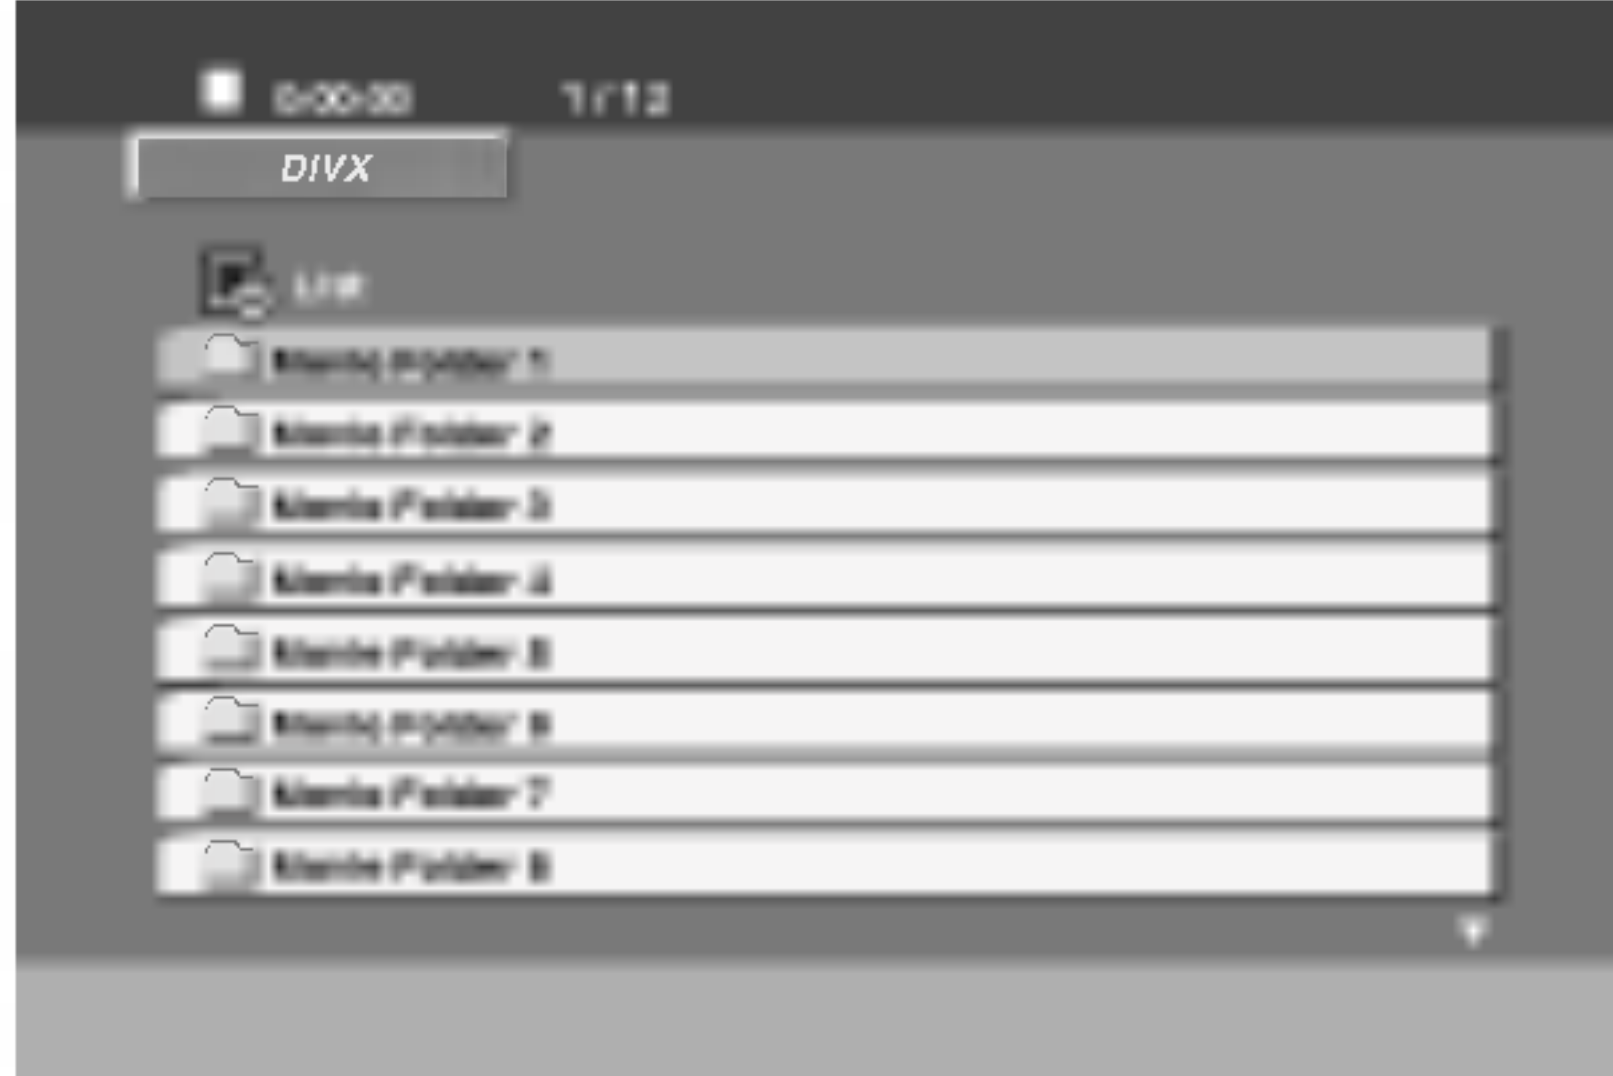 0:00:00 1 / 12
DIVX
List
Movie Folder 1
Movie Folder 2
Movie Folder 3
Movie Folder 4
Movie Folder 5
Movie Folder 6
Movie Folder 7
Movie Folder 8